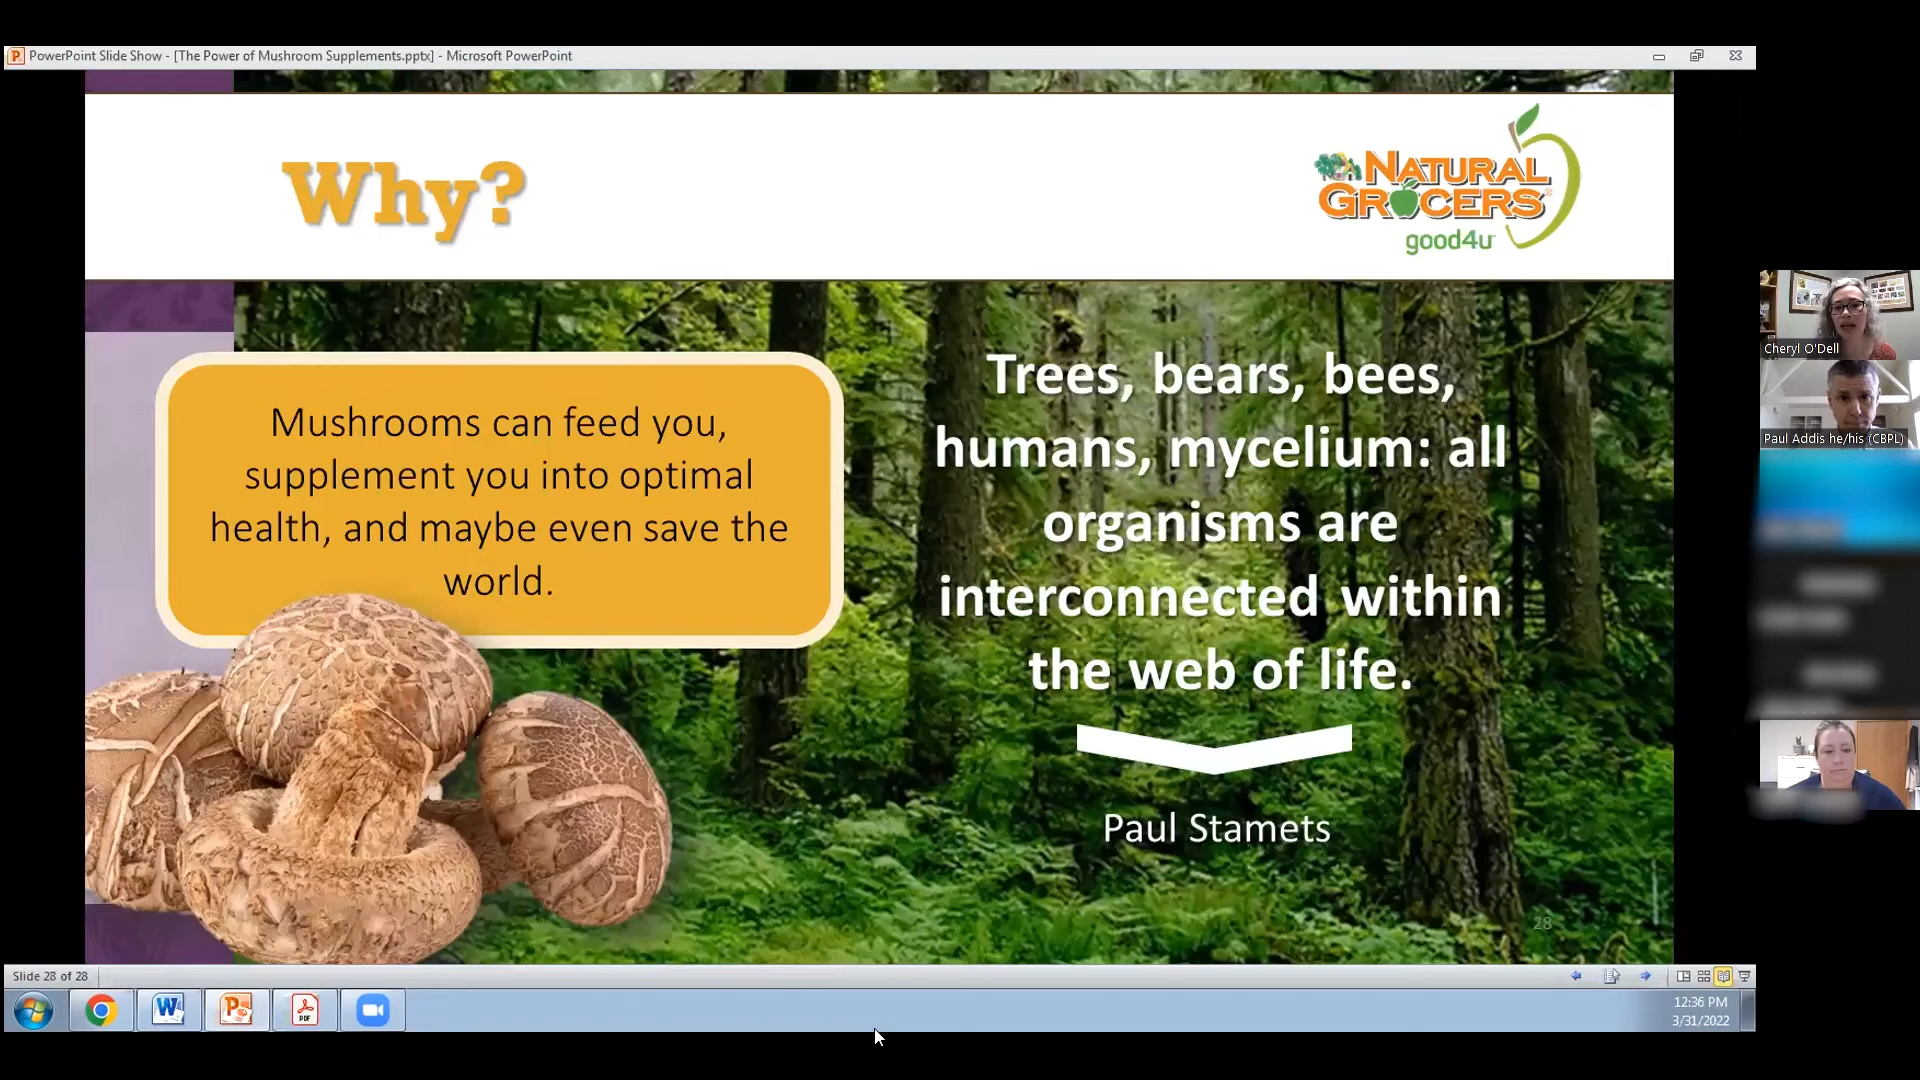 PowerPoint Slide Show - [The Power of Mushroom Supplements.pptx] - Microsoft PowerPoint
Why?
NATURAL
GROCERS
good4u
Mushrooms can feed you,
supplement you into optimal
health, and maybe even save the
world.
Trees, bears, bees,
humans, mycelium: all
organisms are
interconnected within
the web of life.
Paul Stamets
28
Cheryl O'Dell
Paul Addis he/his (CBPL)
Slide 28 of 28
PDF
12:36 PM
3/31/2022